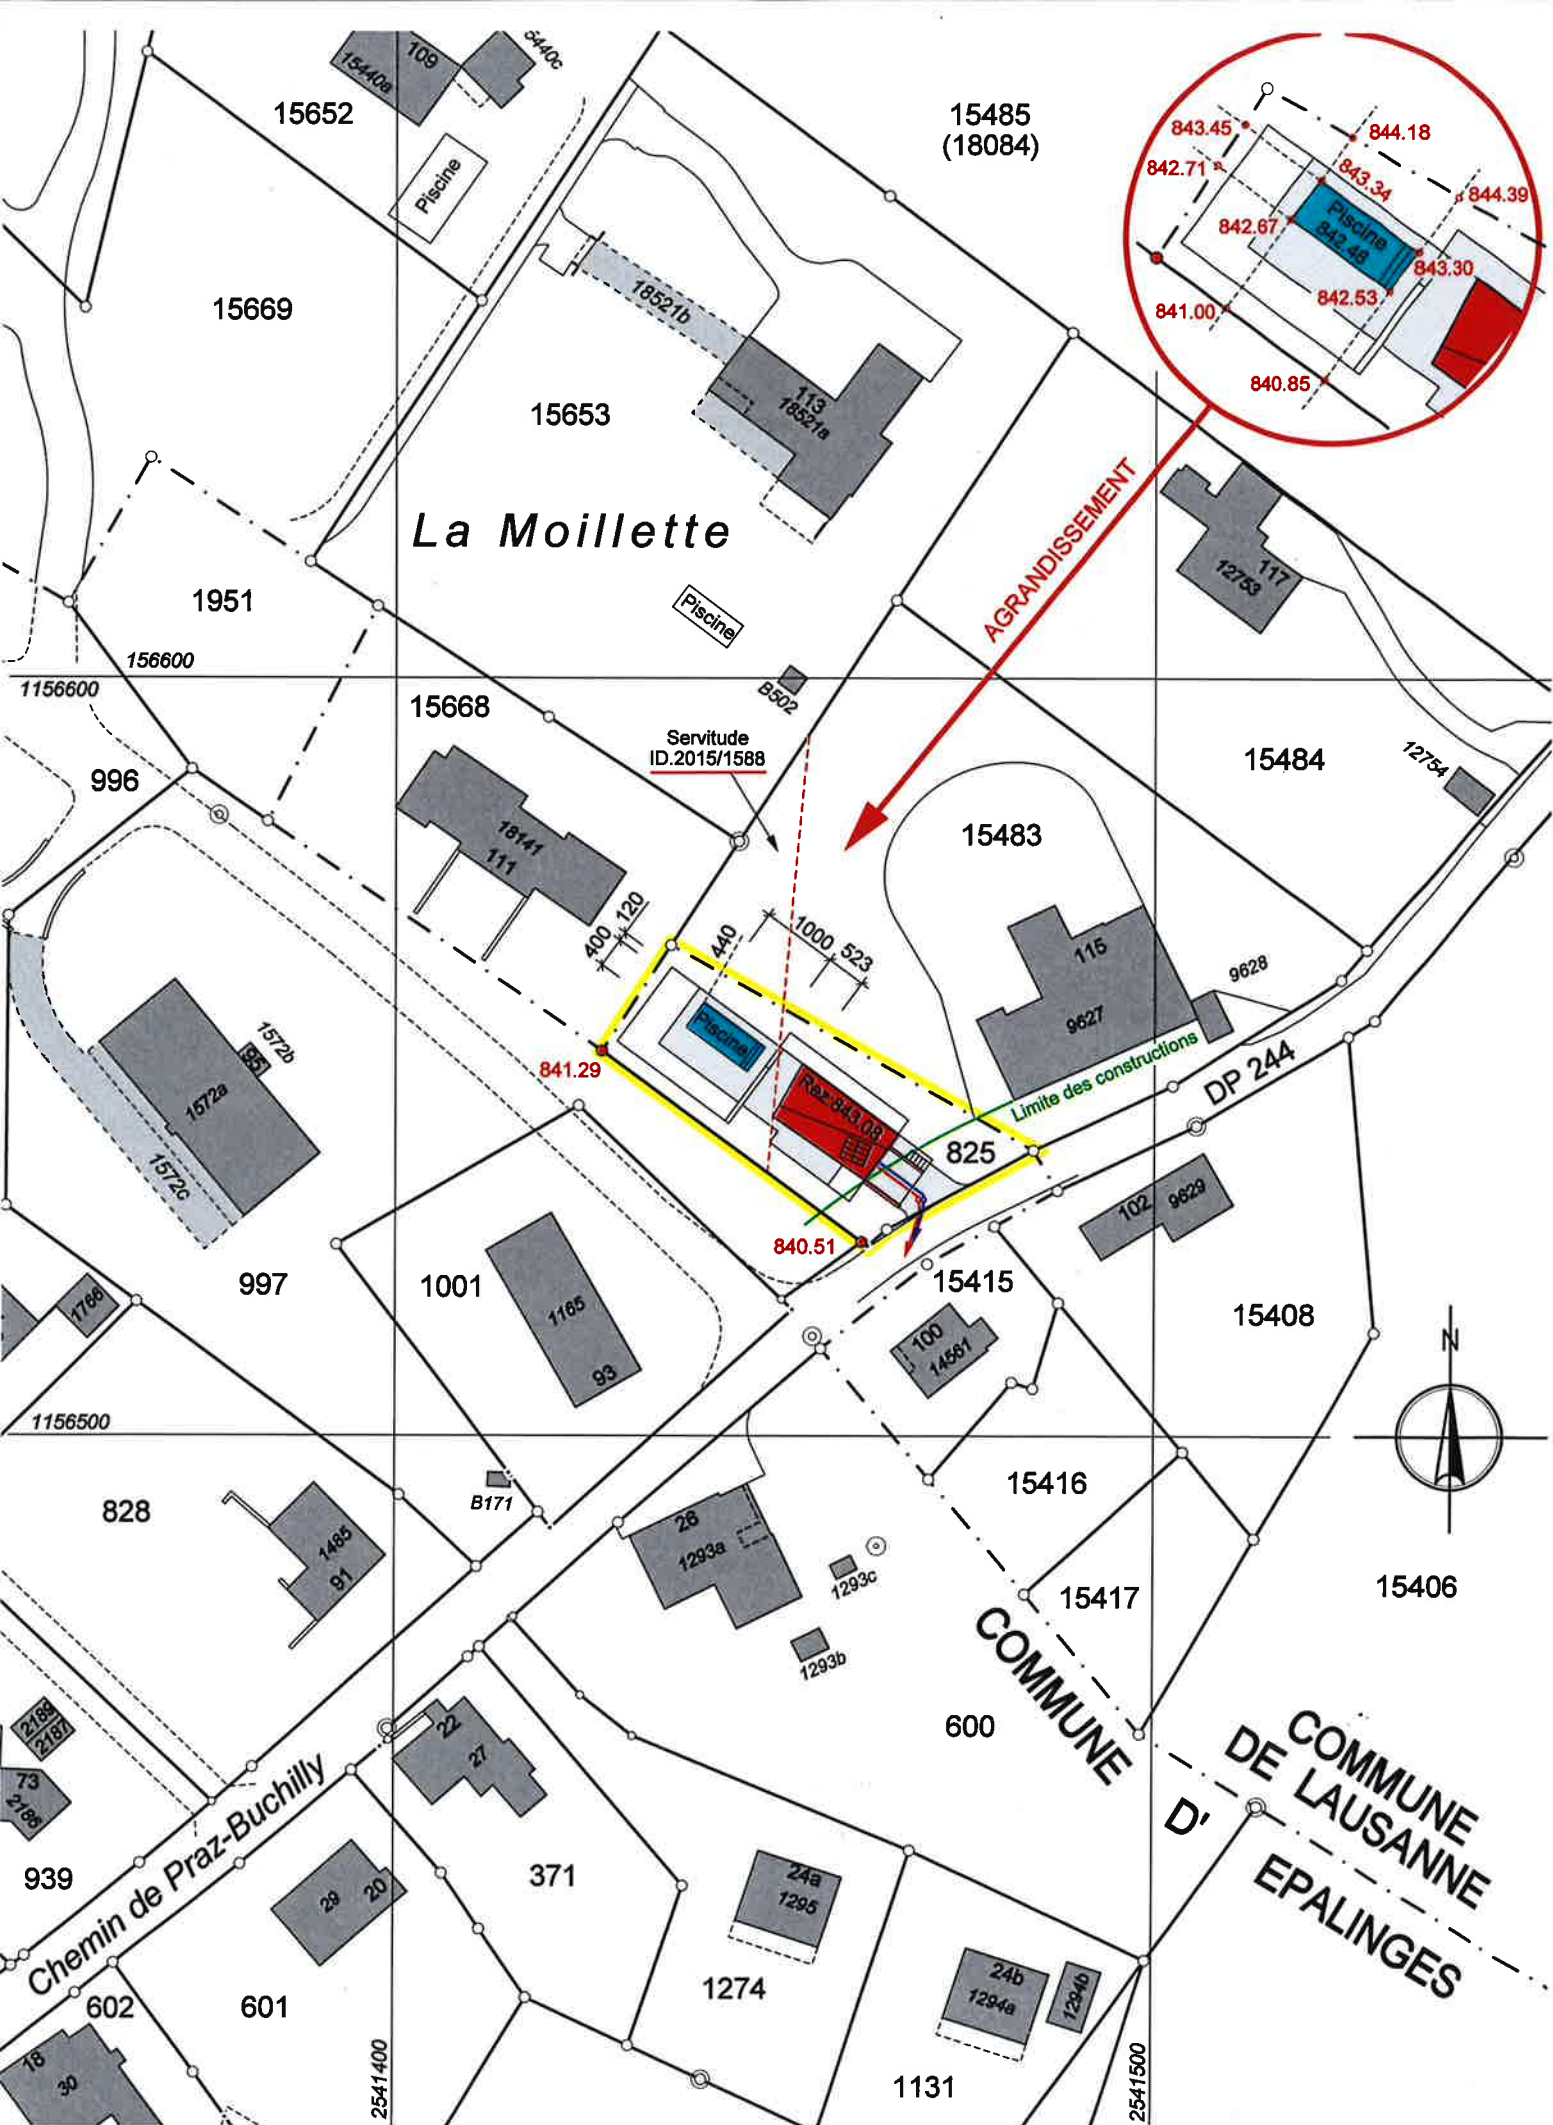 109
15440a
5440c
15652
Piscine
15485
(18084)
843.45
844.18
842.71
843.34
844.39
842.67
Piscine
842.48
843.30
842.53
841.00
840.85
15669
18521b
15653
113
18521a
AGRANDISSEMENT
La Moillette
117
12753
1951
Piscine
156600
1156600
B502
15668
Servitude
ID.2015/1588
15484
12754
996
15483
18141
111
120
400
440
1000
523
115
9628
9627
Piscine
841.29
Limite des constructions
DP 244
1572b
95
1572a
Rez:843.08
825
1572c
102
9629
840.51
997
1001
15415
1766
1165
100
14561
15408
93
N
1156500
15416
828
B171
26
1293a
1485
91
1293c
15417
15406
1293b
2189
2187
22
27
600
COMMUNE
D'
EPALINGES
COMMUNE
DE LAUSANNE
73
2186
Chemin de Praz-Buchilly
939
29
20
371
24a
1295
602
601
1274
24b
1294a
1294b
18
30
2541400
1131
2541500